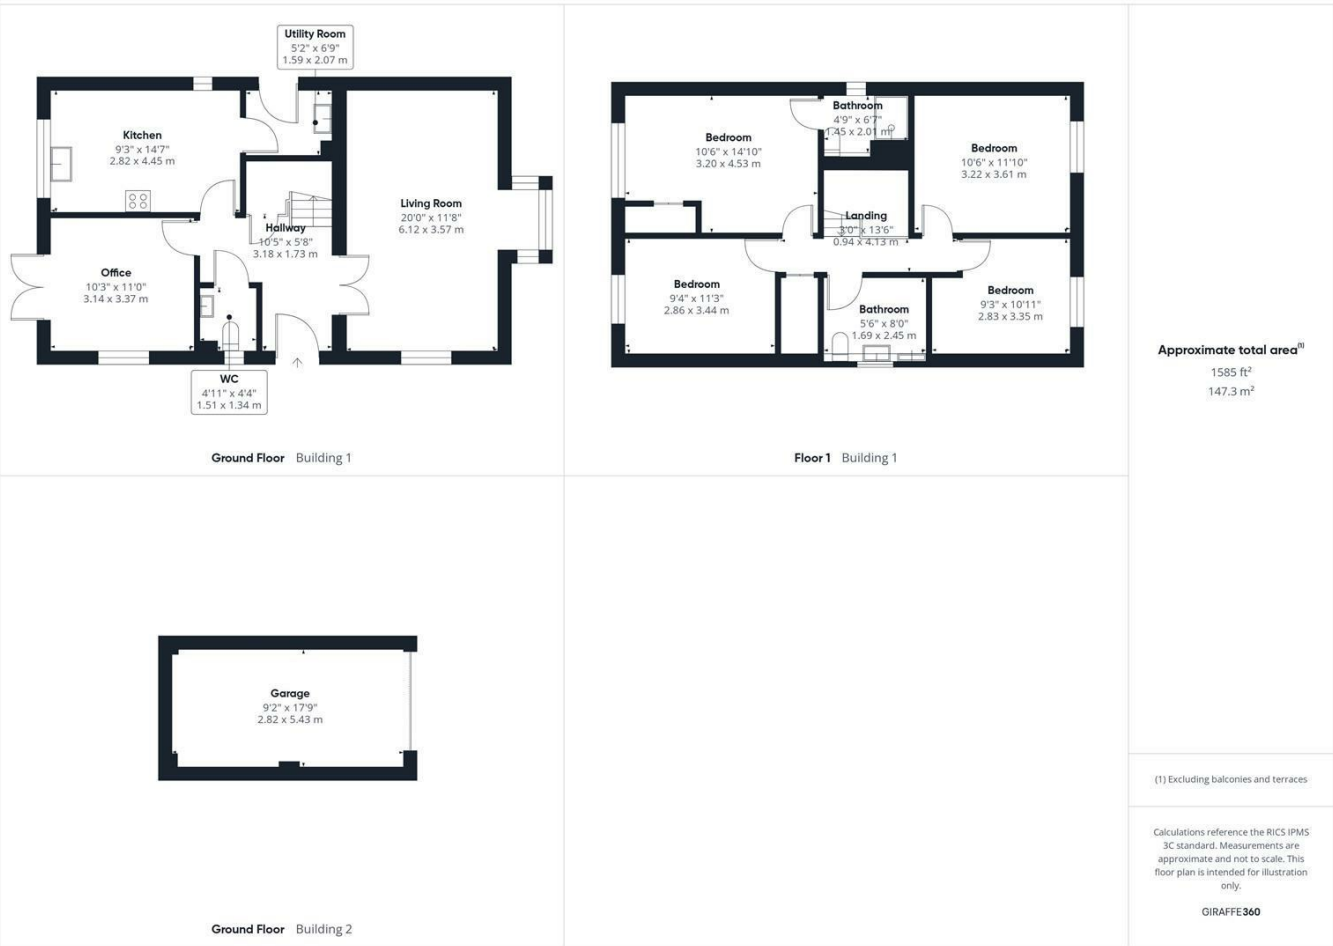 Utility Room
5'2" x 6'9"
1.59 x 2.07 m
Kitchen
9'3" x 14'7"
2.82 x 4.45 m
Living Room
20'0" x 11'8"
6.12 x 3.57 m
Hallway
10'5" x 5'8"
3.18 x 1.73 m
Office
10'3" x 11'0"
3.14 x 3.37 m
WC
4'11" x 4'4"
1.51 x 1.34 m
Ground Floor Building 1
Bathroom
4'9" x 6'7"
1.45 x 2.01 m
Bedroom
10'6" x 14'10"
3.20 x 4.53 m
Bedroom
10'6" x 11'10"
3.22 x 3.61 m
Landing
3'0" x 13'6"
0.94 x 4.13 m
Bedroom
9'4" x 11'3"
2.86 x 3.44 m
Bathroom
5'6" x 8'0"
1.69 x 2.45 m
Bedroom
9'3" x 10'11"
2.83 x 3.35 m
Floor 1 Building 1
Garage
9'2" x 17'9"
2.82 x 5.43 m
Ground Floor Building 2
Approximate total area(1)
1585 ft²
147.3 m²
(1) Excluding balconies and terraces
Calculations reference the RICS IPMS
3C standard. Measurements are
approximate and not to scale. This
floor plan is intended for illustration
only.
GIRAFFE360